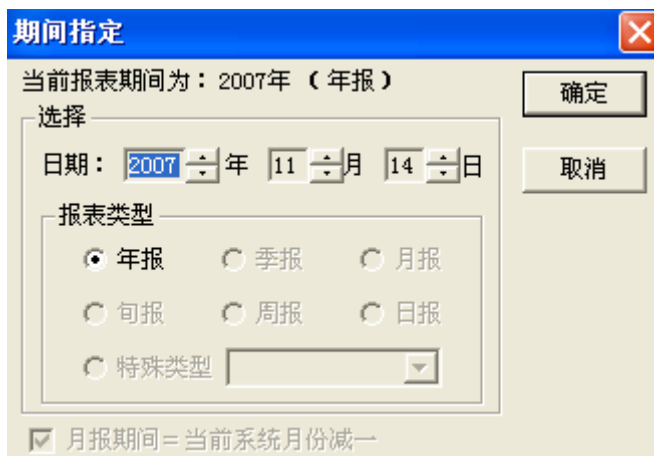 期间指定
当前报表期间为：2007年（年报）
确定
选择
日期： 2007 年 11 月 14 日
取消
报表类型
年报 季报 月报
旬报 周报 日报
特殊类型
月报期间=当前系统月份减一